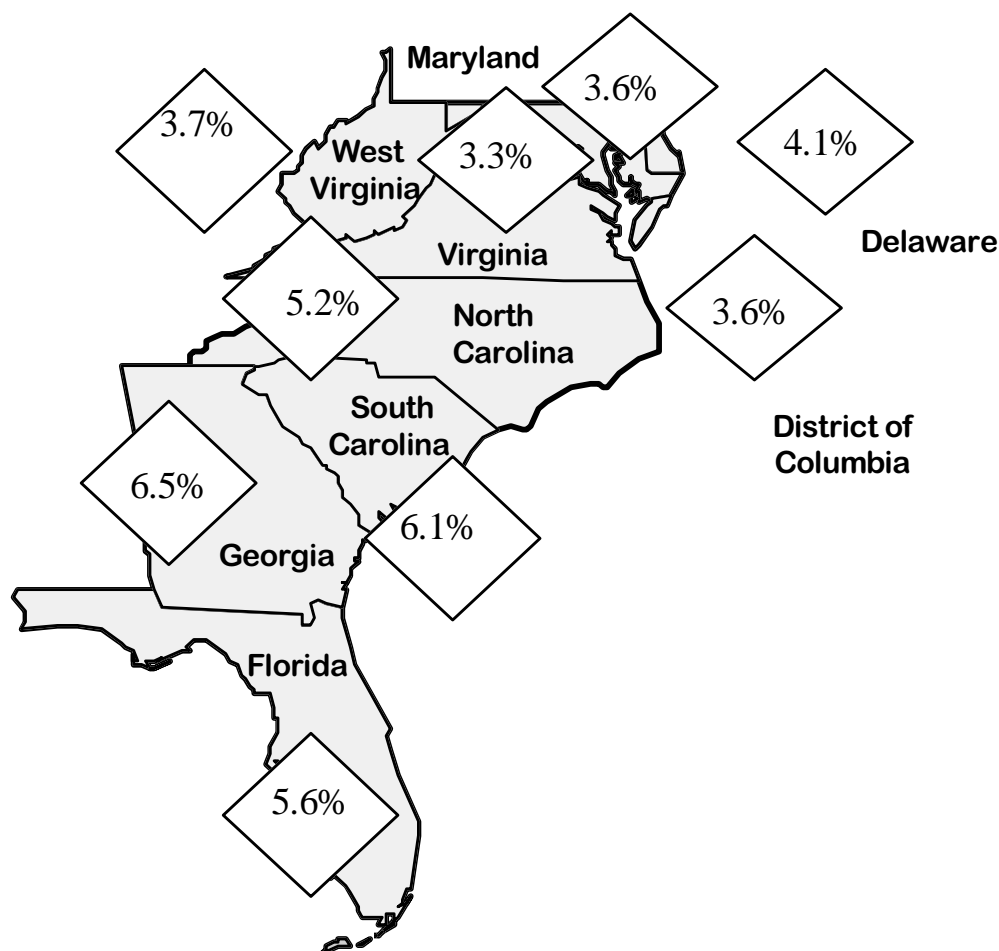 Maryland
3.6%
3.7%
4.1%
West
Virginia
3.3%
Delaware
Virginia
5.2%
North
Carolina
3.6%
South
Carolina
District of
Columbia
6.5%
6.1%
Georgia
Florida
5.6%